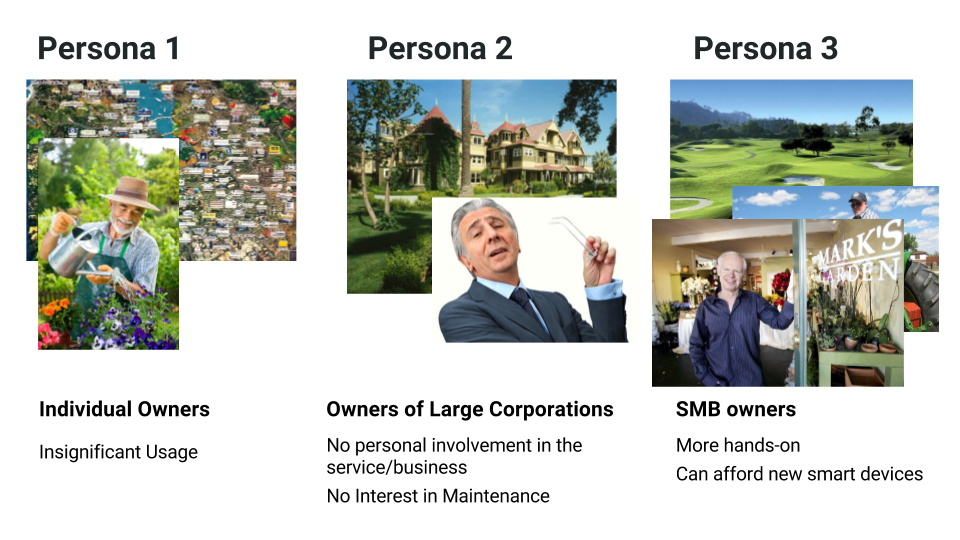 Persona 1
Persona 2
Persona 3
MARK'S
GARDEN
Individual Owners
Insignificant Usage
Owners of Large Corporations
No personal involvement in the
service/business
No Interest in Maintenance
SMB owners
More hands-on
Can afford new smart devices